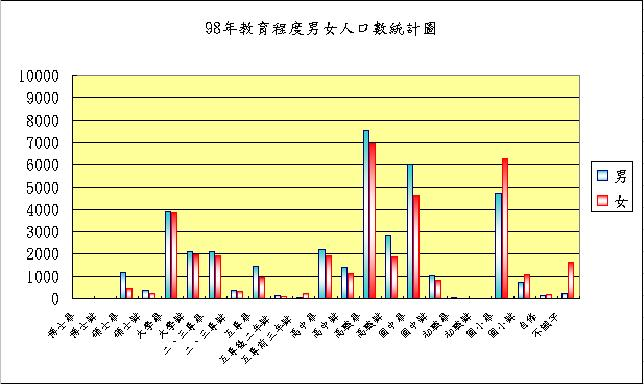 98年教育程度男女人口數統計圖
10000
9000
8000
7000
6000
5000
4000
3000
2000
1000
0
博士畢
博士肄
碩士畢
碩士肄
大學畢
大學肄
二、三專畢
二、三專肄
五專畢
五專後二年肄
五專前三年肄
高中畢
高中肄
高職畢
高職肄
國中畢
國中肄
初職畢
初職肄
國小畢
國小肄
自修
不識字
男
女